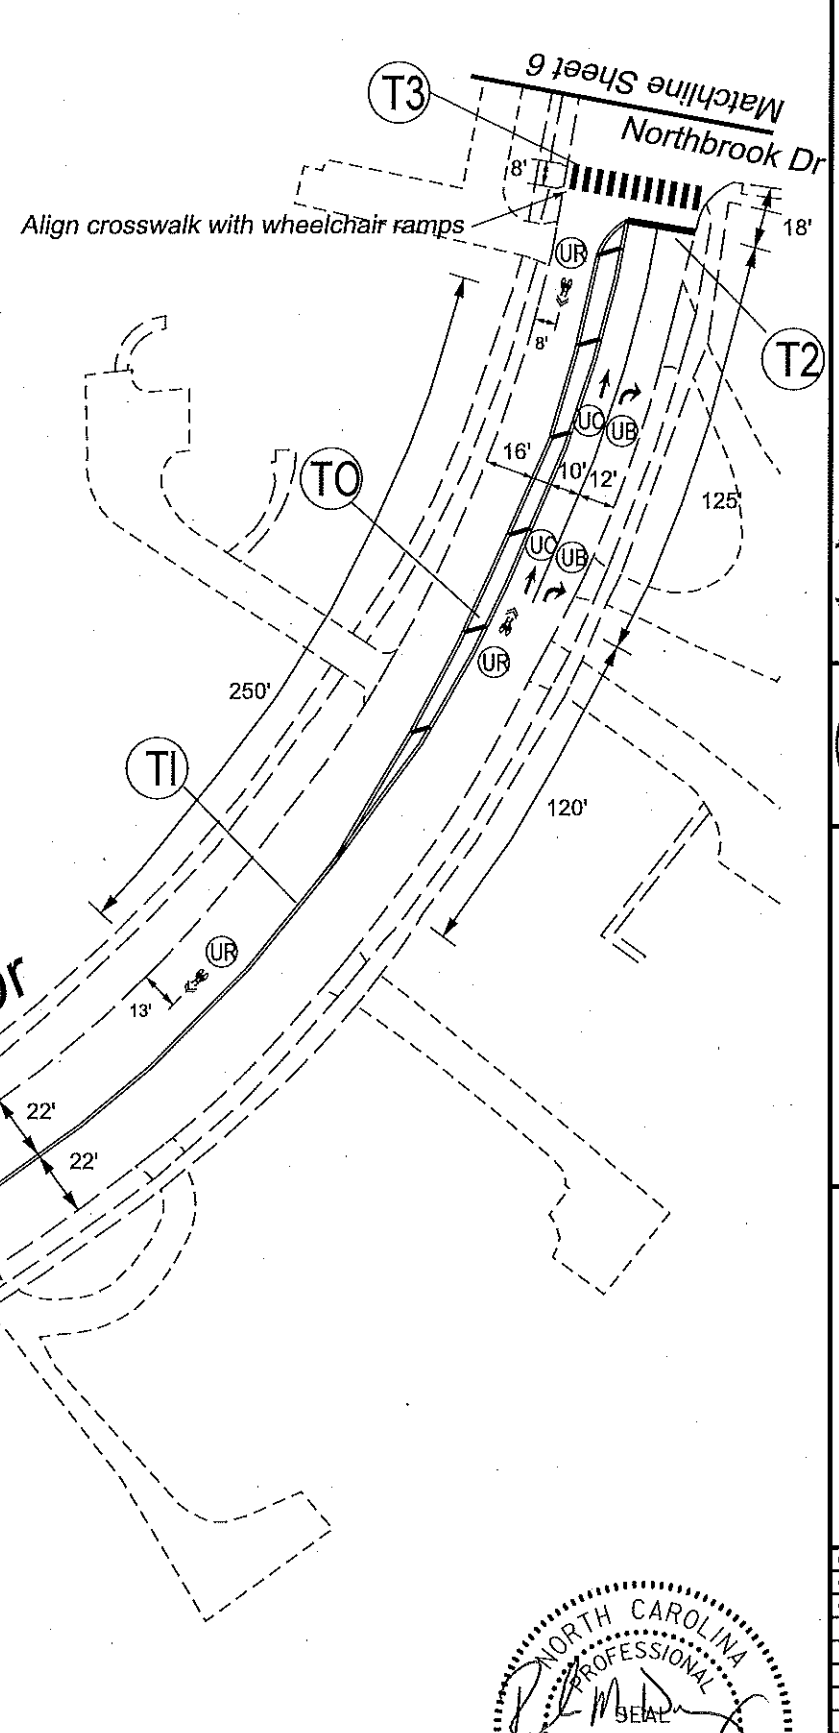 Matchline Sheet 6
T3
Northbrook Dr
8'
Align crosswalk with wheelchair ramps
18'
UR
8'
T2
UC
UB
16'
10'
12'
TO
125'
UC
UB
UR
250'
TI
120'
UR
13'
22'
22'
NORTH CAROLINA
PROFESSIONAL
SEAL